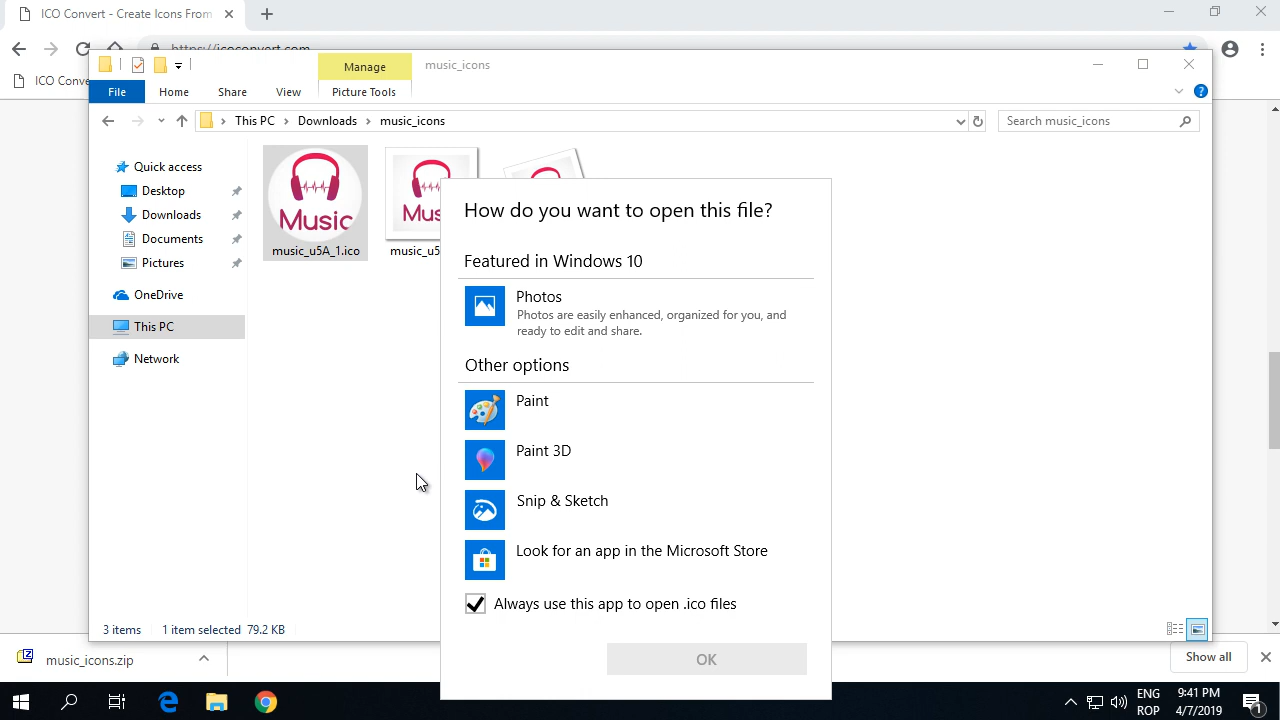 ICO Convert - Create Icons From
https://icoconvert.com
ICO Conve
Manage
music_icons
File
Home
Share
View
Picture Tools
This PC
Downloads
music_icons
Search music_icons
Quick access
Desktop
Downloads
Documents
Pictures
OneDrive
This PC
Network
Music
music_u5A_1.ico
Mus
music_u5
How do you want to open this file?
Featured in Windows 10
Photos
Photos are easily enhanced, organized for you, and
ready to edit and share.
Other options
Paint
Paint 3D
Snip & Sketch
Look for an app in the Microsoft Store
Always use this app to open .ico files
OK
3 items
1 item selected 79.2 KB
music_icons.zip
Show all
ENG
ROP
9:41 PM
4/7/2019
1